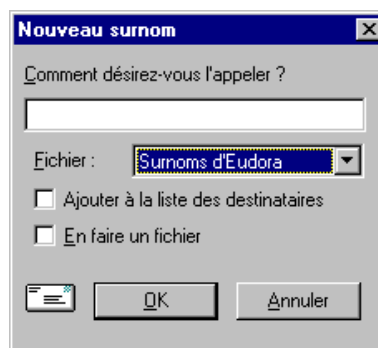 Nouveau surnom
Comment désirez-vous l'appeler ?
Fichier : Surnoms d'Eudora
Ajouter à la liste des destinataires
En faire un fichier
OK Annuler